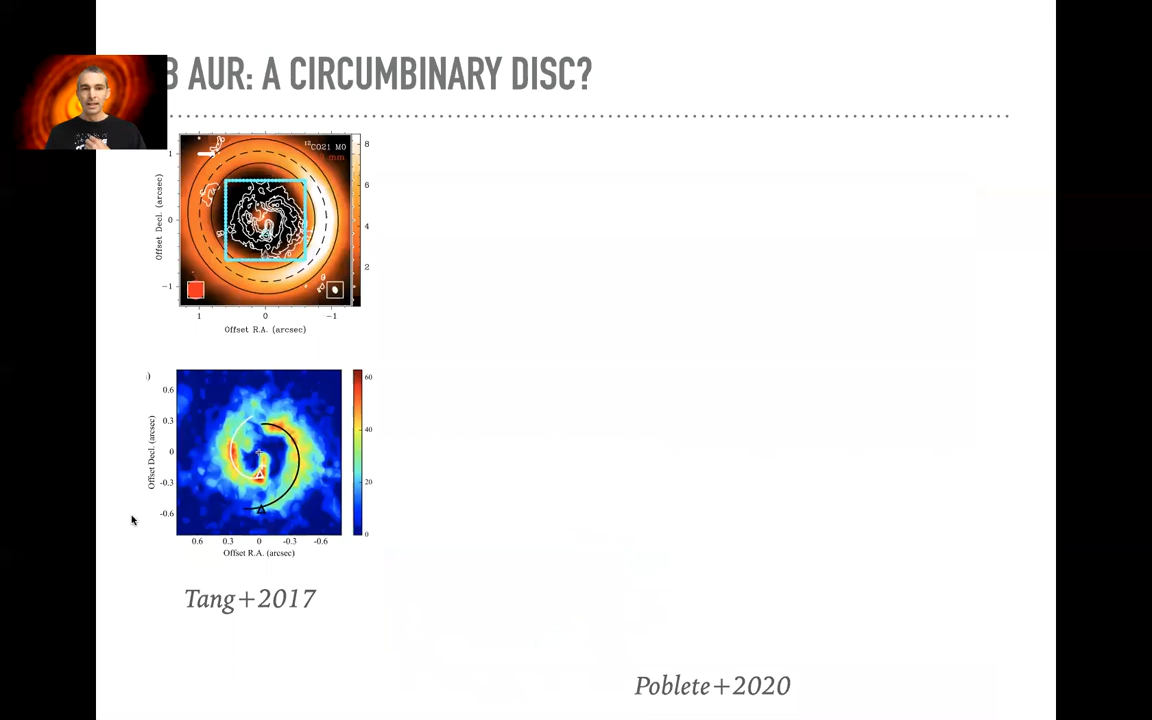 B AUR: A CIRCUMBINARY DISC?
¹²CO21 M0
mm
8
6
4
2
1
0
−1
1
0
−1
Offset Decl. (arcsec)
Offset R.A. (arcsec)
)
0.6
0.3
0
-0.3
-0.6
60
40
20
0
0.6
0.3
0
-0.3
-0.6
Offset Decl. (arcsec)
Offset R.A. (arcsec)
Tang+2017
Poblete+2020